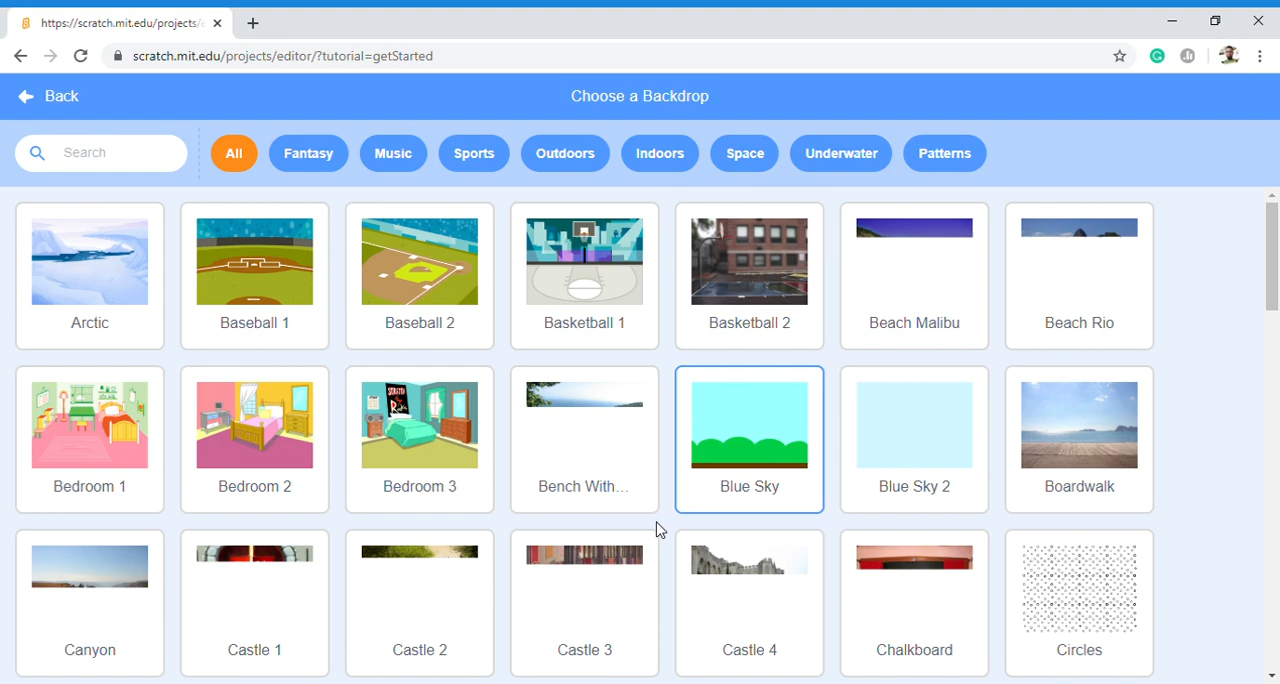 https://scratch.mit.edu/projects/e
scratch.mit.edu/projects/editor/?tutorial=getStarted
Back
Choose a Backdrop
Search
All
Fantasy
Music
Sports
Outdoors
Indoors
Space
Underwater
Patterns
Arctic
Baseball 1
Baseball 2
Basketball 1
Basketball 2
Beach Malibu
Beach Rio
Bedroom 1
Bedroom 2
Bedroom 3
Bench With...
Blue Sky
Blue Sky 2
Boardwalk
Canyon
Castle 1
Castle 2
Castle 3
Castle 4
Chalkboard
Circles